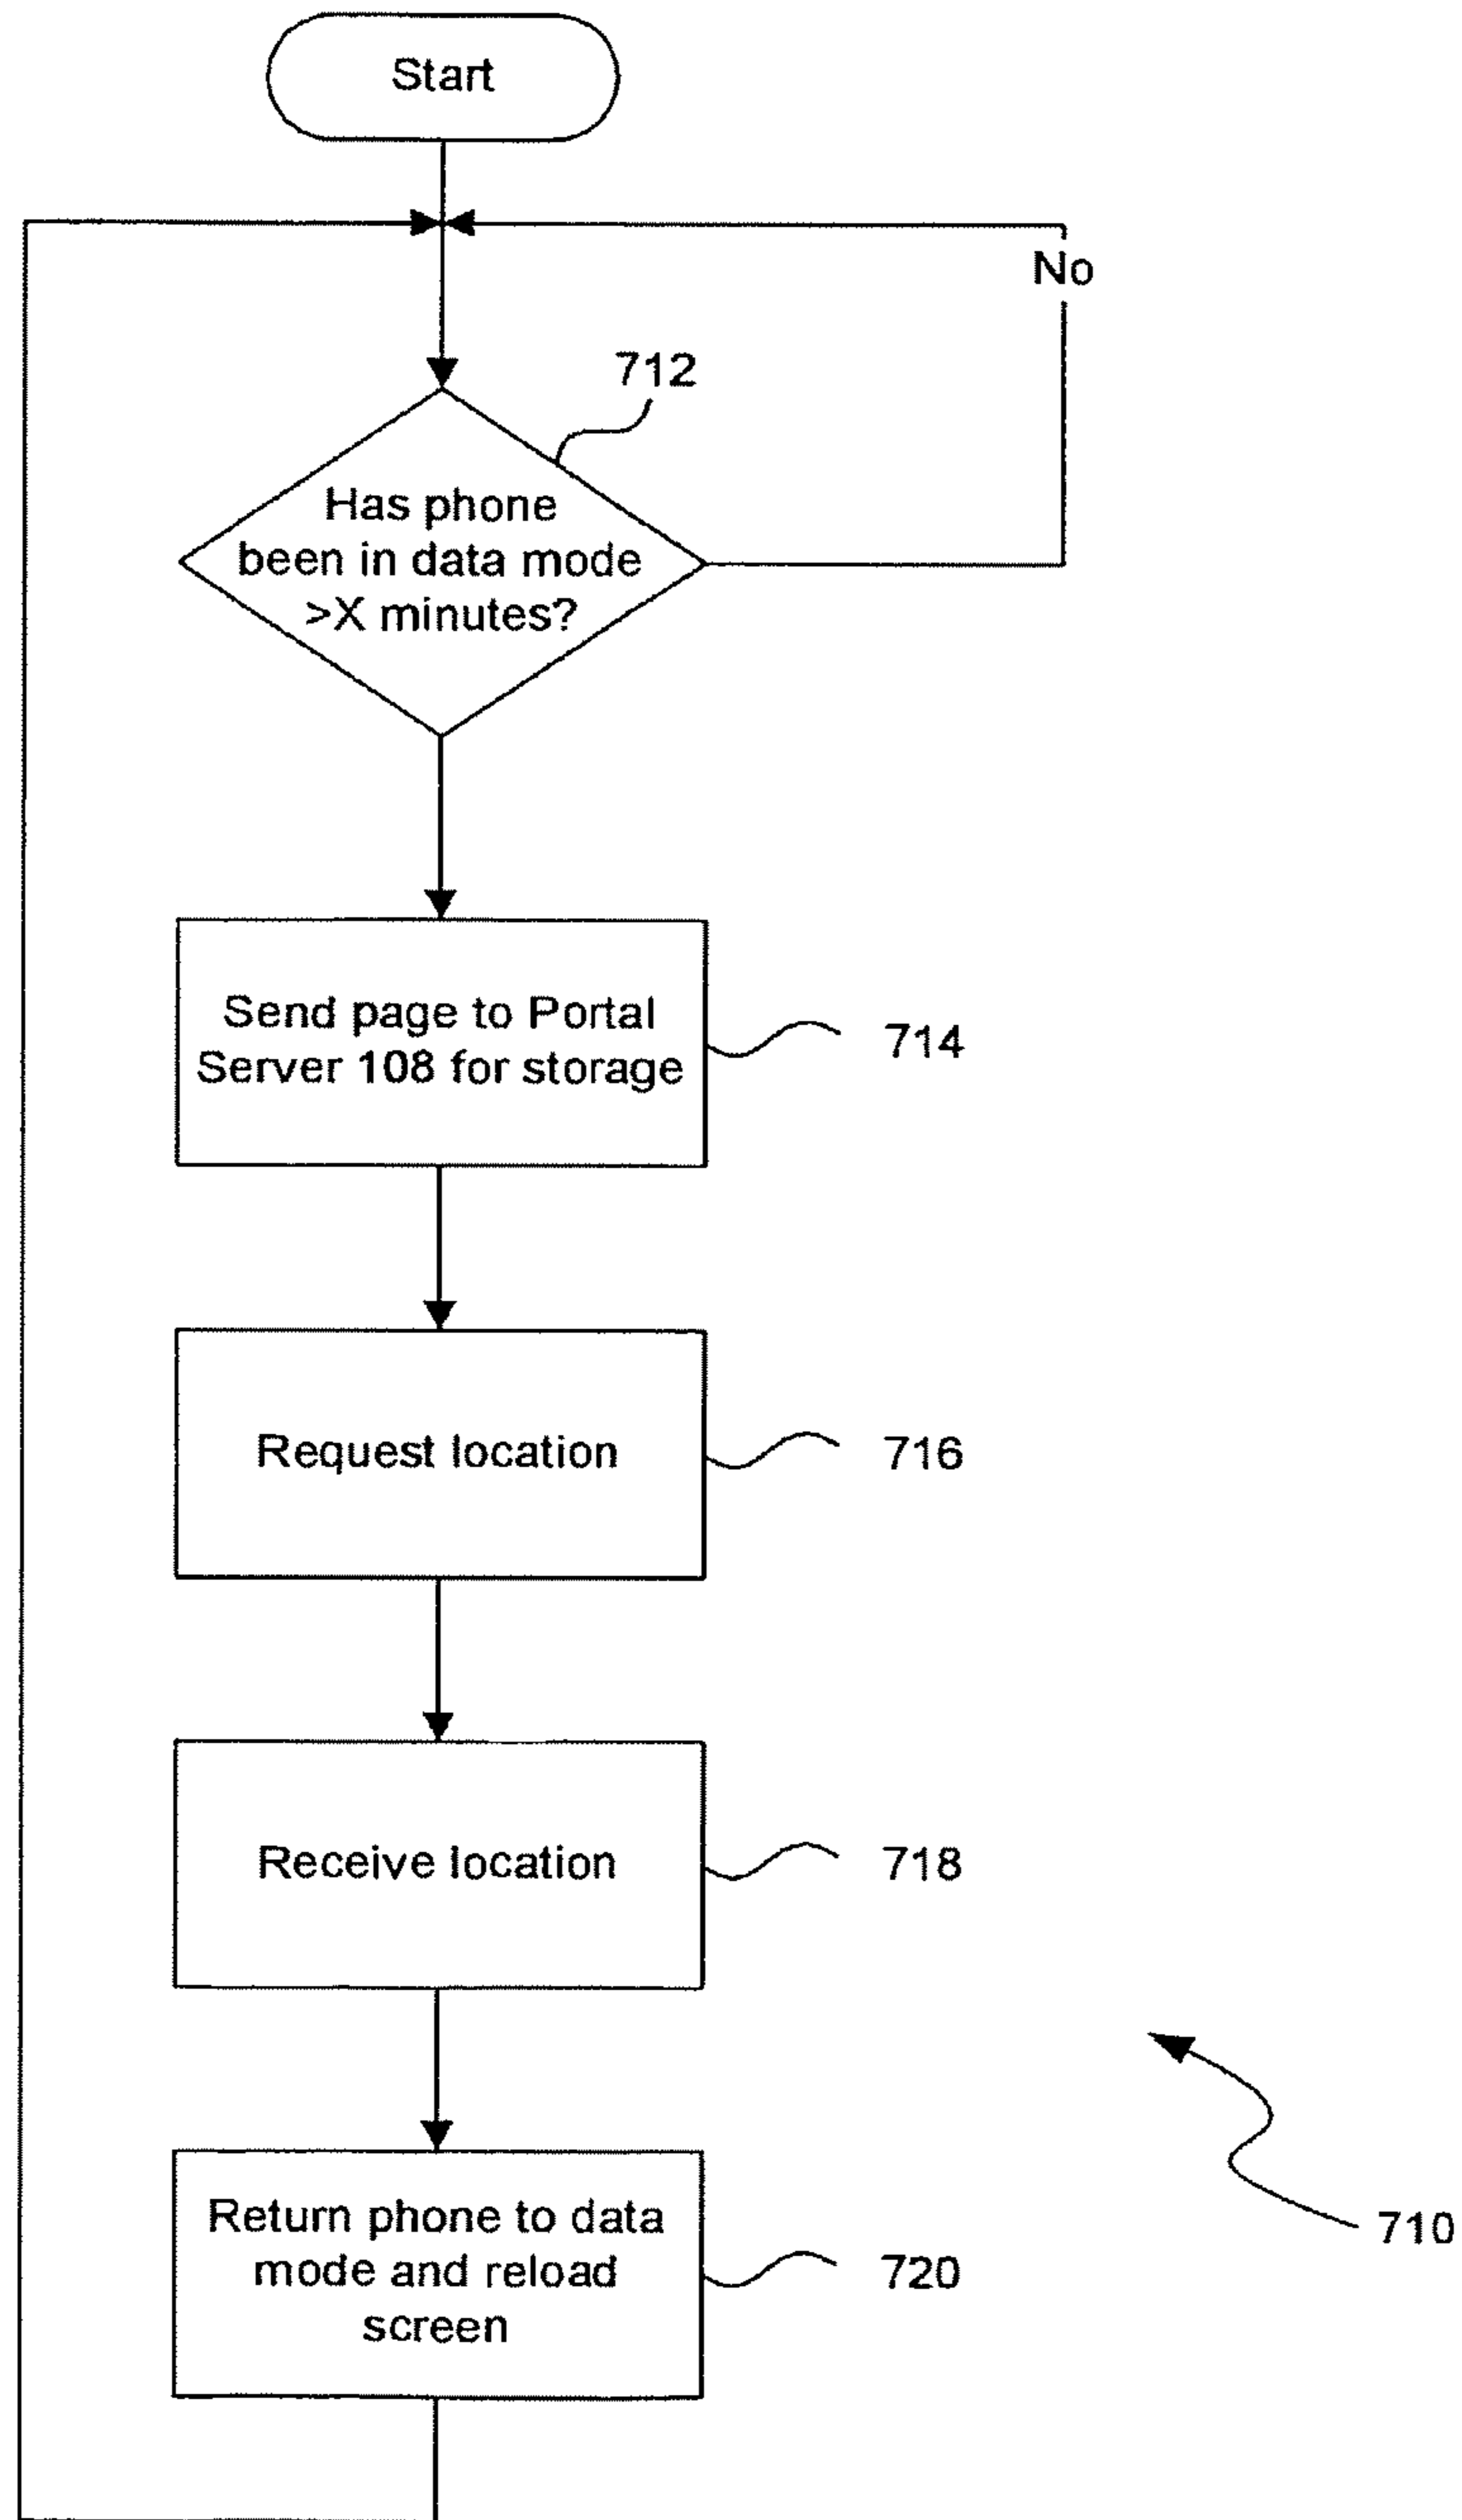 Start
No
712
Has phone
been in data mode
>X minutes?
Send page to Portal
Server 108 for storage
714
Request location
716
Receive location
718
Return phone to data
mode and reload
screen
720
710